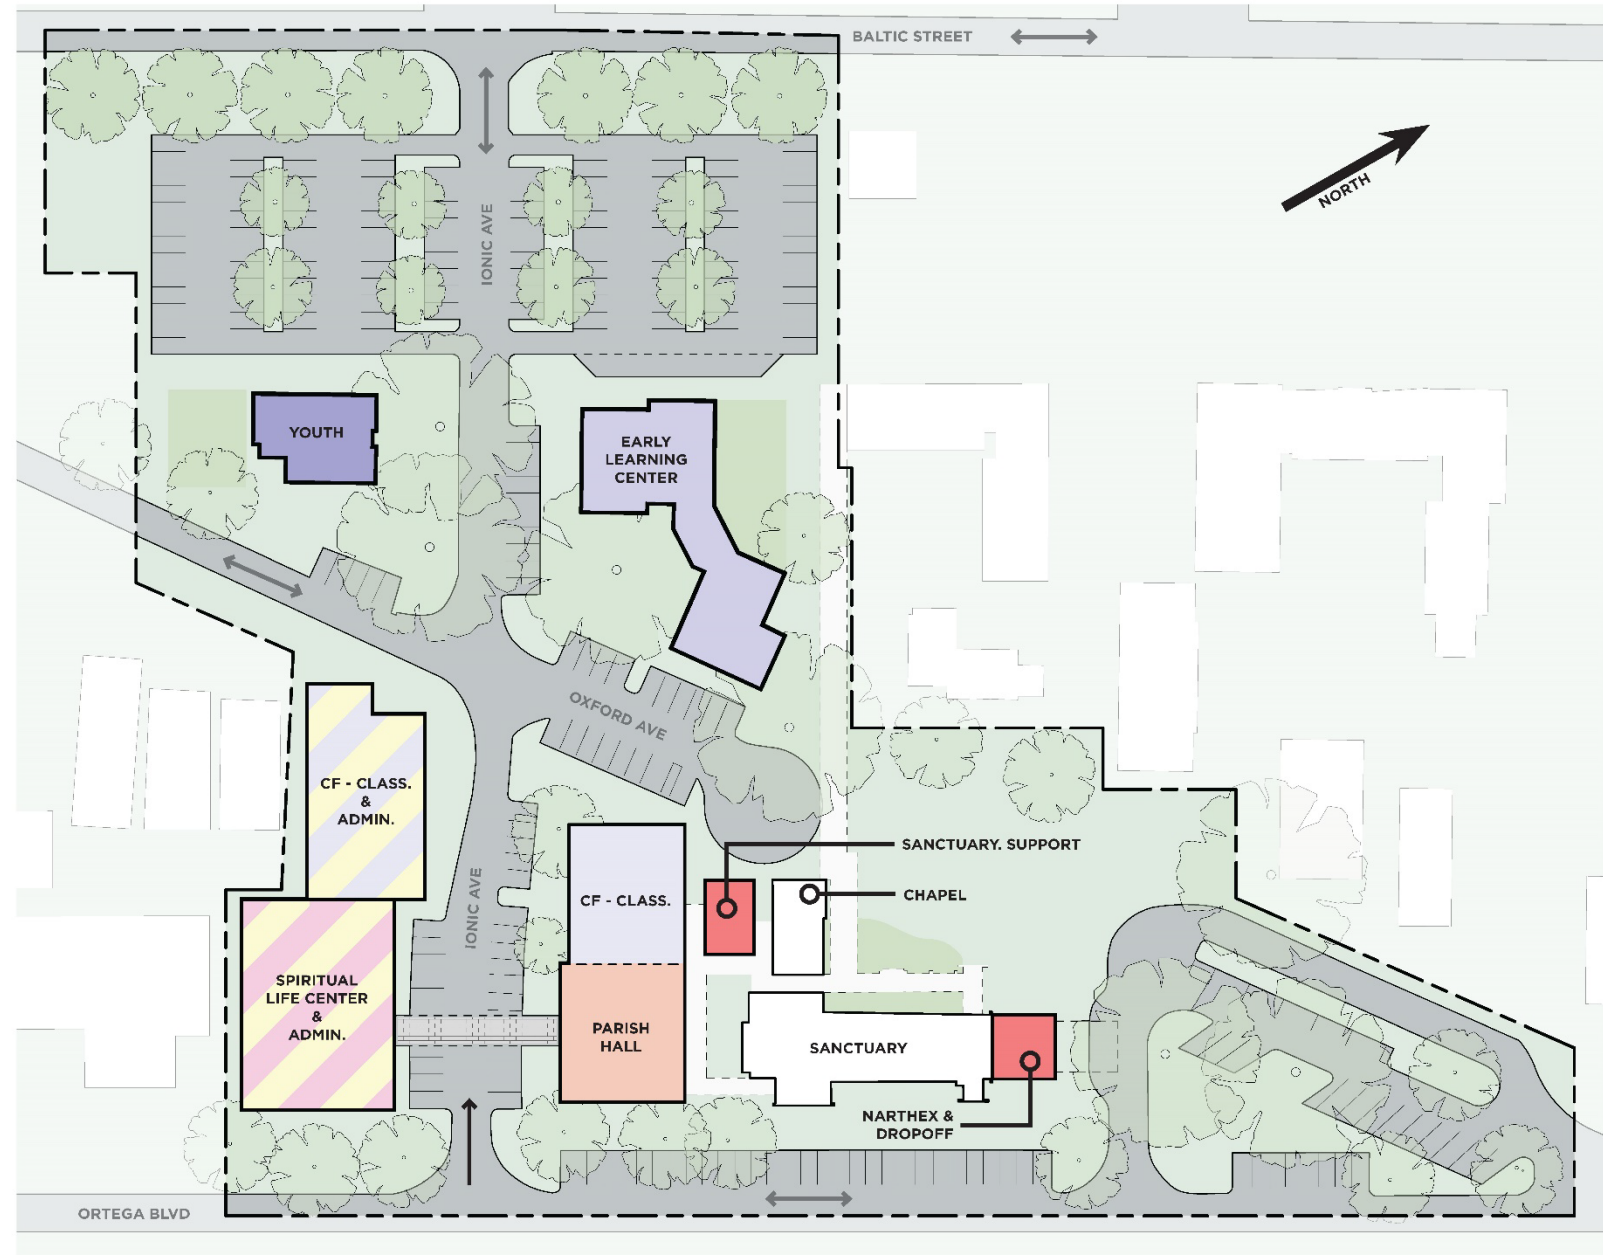 BALTIC STREET
NORTH
IONIC AVE
YOUTH
EARLY
LEARNING
CENTER
OXFORD AVE
CF - CLASS.
&
ADMIN.
SANCTUARY. SUPPORT
CHAPEL
CF - CLASS.
IONIC AVE
SPIRITUAL
LIFE CENTER
&
ADMIN.
PARISH
HALL
SANCTUARY
NARTHEX &
DROPOFF
ORTEGA BLVD